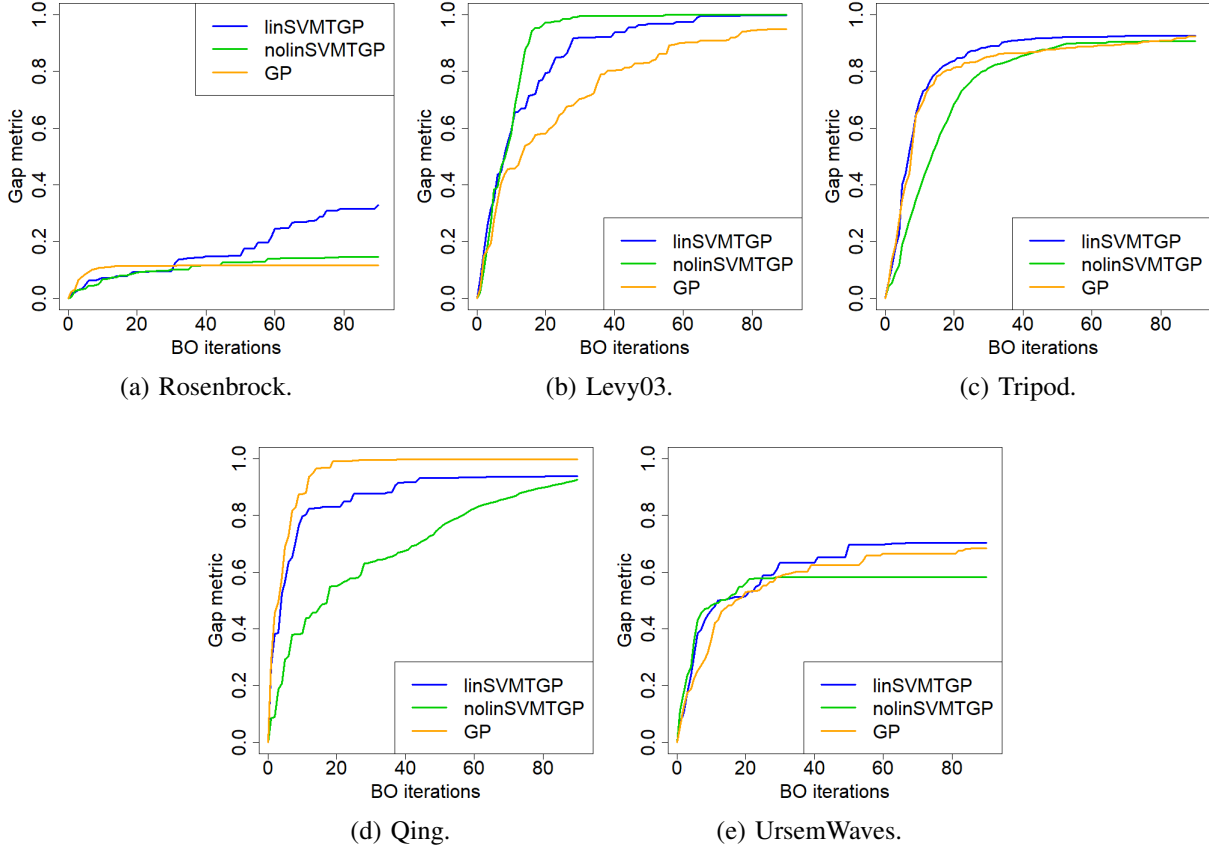 Gap metric
0.0 0.2 0.4 0.6 0.8 1.0
linSVMTGP
nolinSVMTGP
GP
0 20 40 60 80
BO iterations
(a) Rosenbrock.
Gap metric
0.0 0.2 0.4 0.6 0.8 1.0
linSVMTGP
nolinSVMTGP
GP
0 20 40 60 80
BO iterations
(b) Levy03.
Gap metric
0.0 0.2 0.4 0.6 0.8 1.0
linSVMTGP
nolinSVMTGP
GP
0 20 40 60 80
BO iterations
(c) Tripod.
Gap metric
0.0 0.2 0.4 0.6 0.8 1.0
linSVMTGP
nolinSVMTGP
GP
0 20 40 60 80
BO iterations
(d) Qing.
Gap metric
0.0 0.2 0.4 0.6 0.8 1.0
linSVMTGP
nolinSVMTGP
GP
0 20 40 60 80
BO iterations
(e) UrsemWaves.